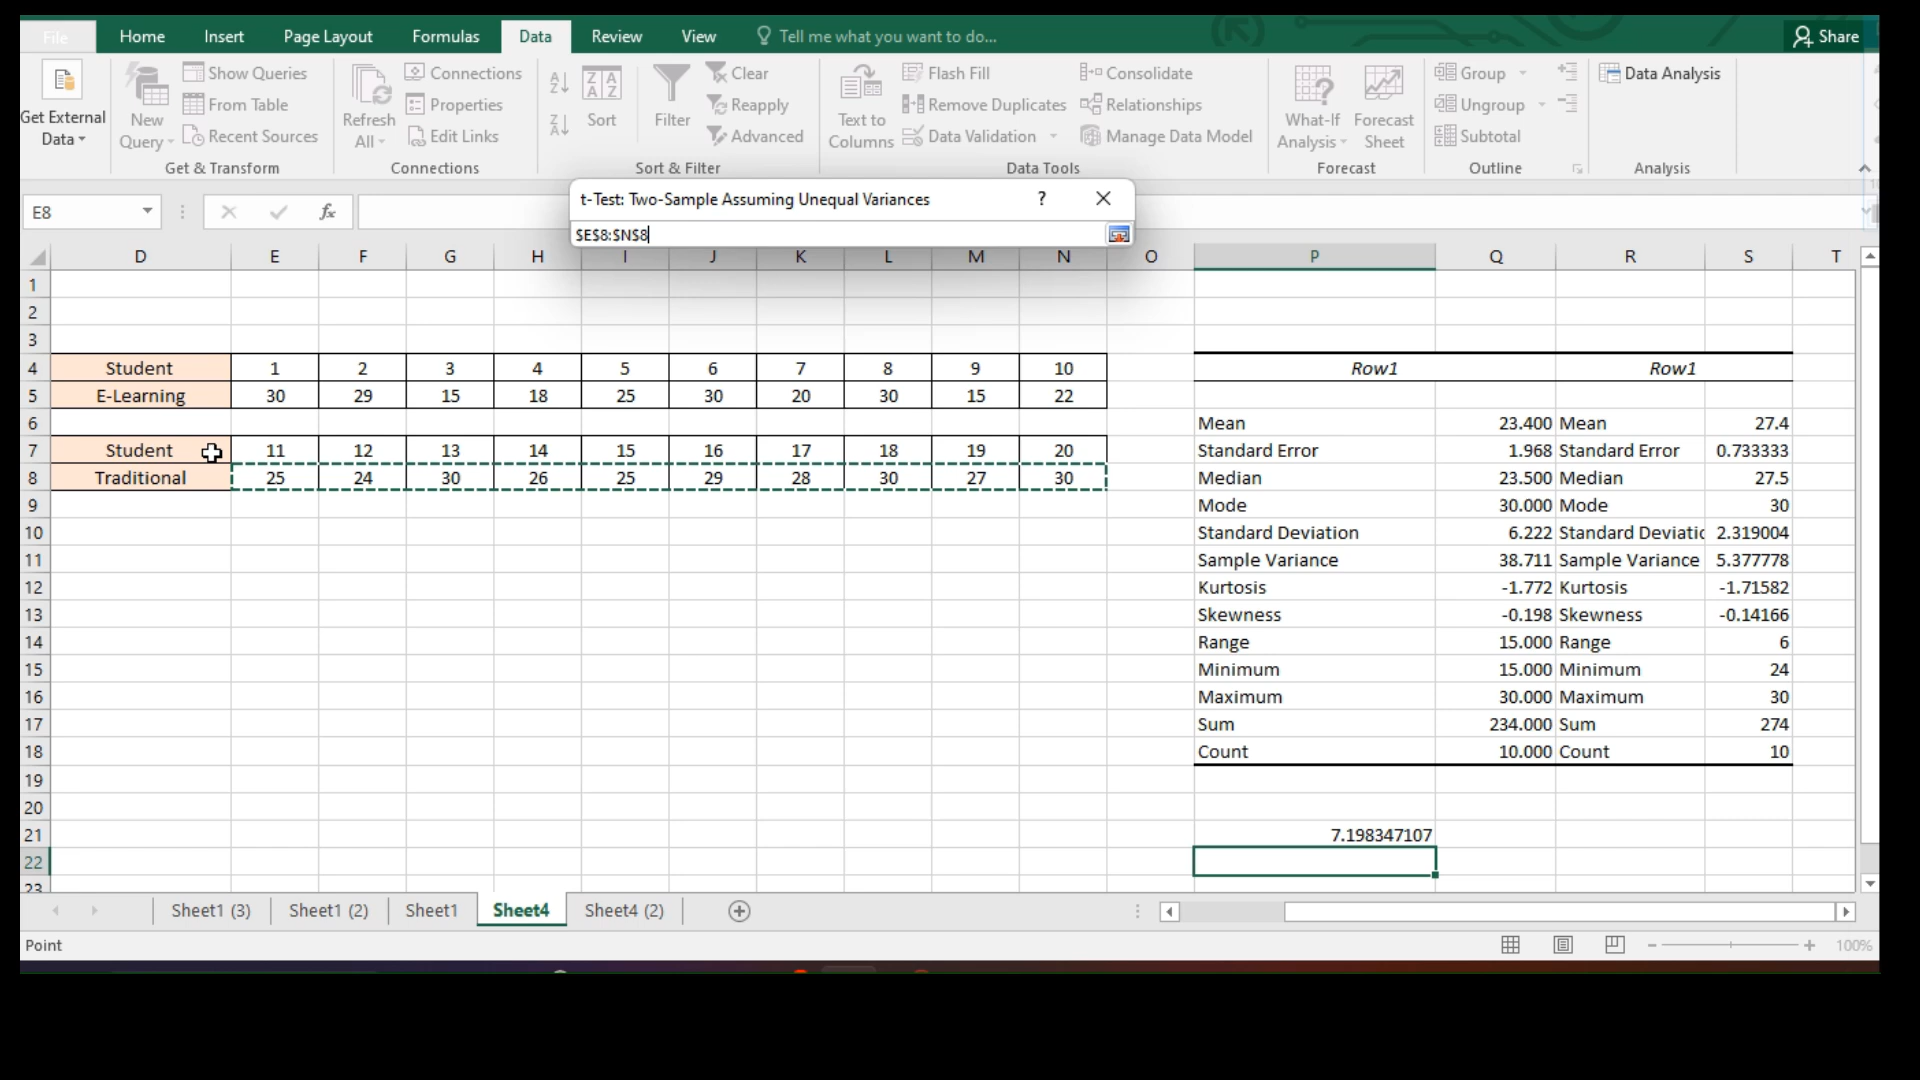 File Home Insert Page Layout Formulas Data Review View Tell me what you want to do... Share
Get External Data
New Query
Show Queries
From Table
Recent Sources
Get & Transform
Refresh All
Connections
Properties
Edit Links
Connections
Sort
Filter
Clear
Reapply
Advanced
Sort & Filter
Text to Columns
Flash Fill
Remove Duplicates
Data Validation
Consolidate
Relationships
Manage Data Model
Data Tools
What-If Analysis
Forecast Sheet
Forecast
Group
Ungroup
Subtotal
Outline
Data Analysis
Analysis
t-Test: Two-Sample Assuming Unequal Variances ? ✕
$E$8:$N$8
E8 fx
D E F G H I J K L M N O P Q R S T
1
2
3
4 Student 1 2 3 4 5 6 7 8 9 10 Row1 Row1
5 E-Learning 30 29 15 18 25 30 20 30 15 22
6 Mean 23.400 Mean 27.4
7 Student 11 12 13 14 15 16 17 18 19 20 Standard Error 1.968 Standard Error 0.733333
8 Traditional 25 24 30 26 25 29 28 30 27 30 Median 23.500 Median 27.5
9 Mode 30.000 Mode 30
10 Standard Deviation 6.222 Standard Deviatic 2.319004
11 Sample Variance 38.711 Sample Variance 5.377778
12 Kurtosis -1.772 Kurtosis -1.71582
13 Skewness -0.198 Skewness -0.14166
14 Range 15.000 Range 6
15 Minimum 15.000 Minimum 24
16 Maximum 30.000 Maximum 30
17 Sum 234.000 Sum 274
18 Count 10.000 Count 10
19
20
21 7.198347107
22
23
Sheet1 (3) Sheet1 (2) Sheet1 Sheet4 Sheet4 (2)
Point 100%